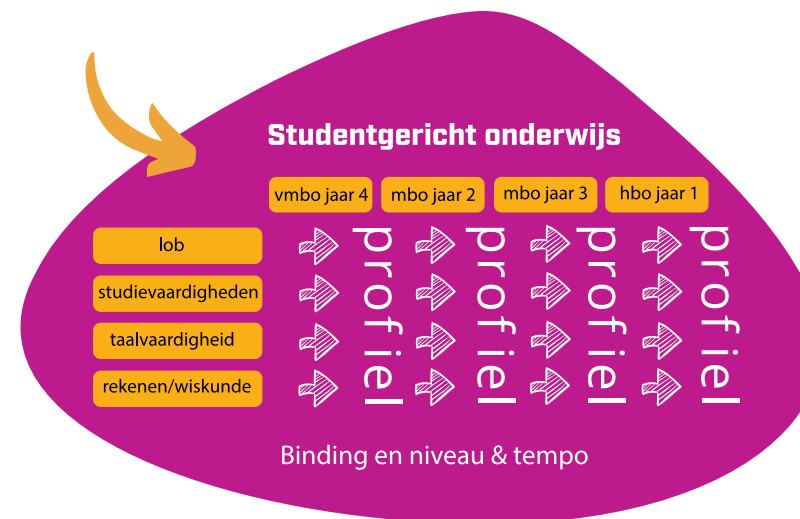 Studentgericht onderwijs
vmbo jaar 4 mbo jaar 2 mbo jaar 3 hbo jaar 1
lob
studievaardigheden
taalvaardigheid
rekenen/wiskunde
profiel profiel profiel profiel
Binding en niveau & tempo